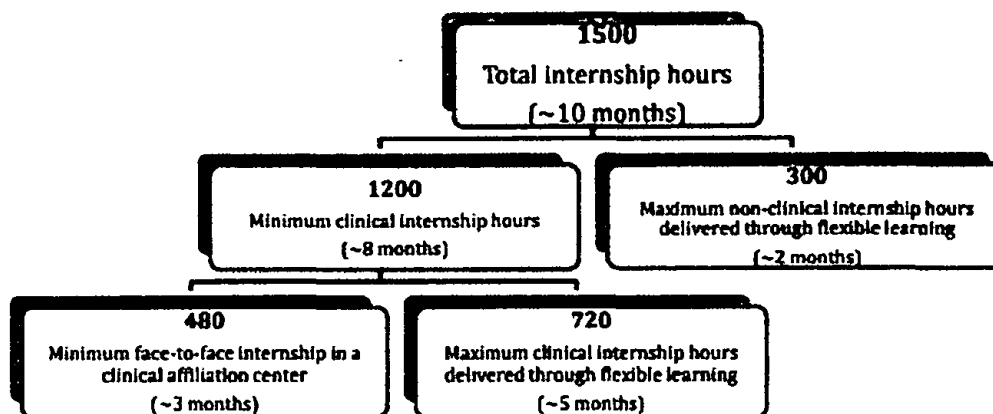 1500
Total internship hours
(~10 months)
1200
Minimum clinical internship hours
(~8 months)
300
Maximum non-clinical internship hours
delivered through flexible learning
(~2 months)
480
Minimum face-to-face internship in a
clinical affiliation center
(~3 months)
720
Maximum clinical internship hours
delivered through flexible learning
(~5 months)